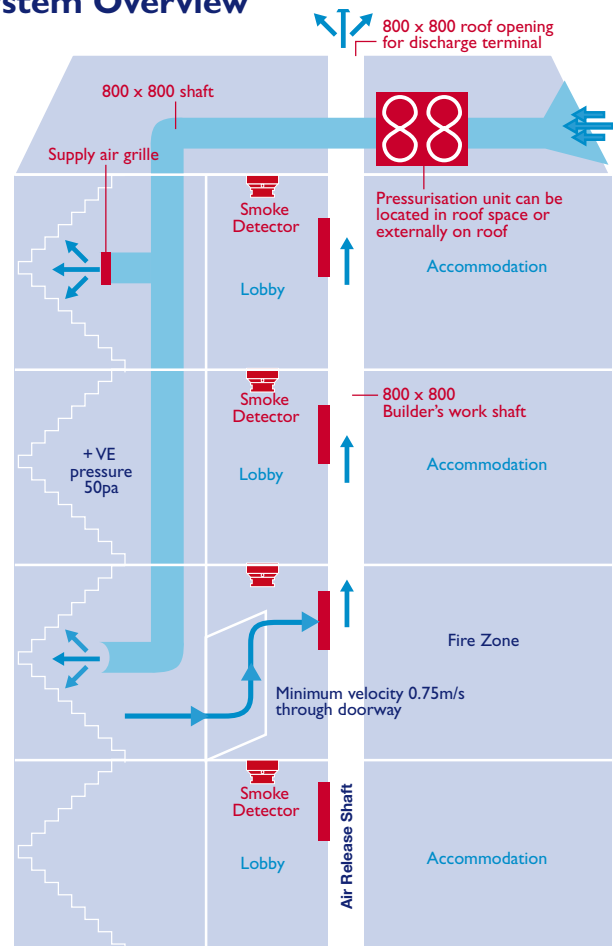 stem Overview
800 x 800 roof opening
for discharge terminal
800 x 800 shaft
Supply air grille
Pressurisation unit can be
located in roof space or
externally on roof
Smoke
Detector
Lobby
Accommodation
800 x 800
Builder's work shaft
Smoke
Detector
+VE
pressure
50pa
Lobby
Accommodation
Fire Zone
Minimum velocity 0.75m/s
through doorway
Smoke
Detector
Lobby
Air Release Shaft
Accommodation